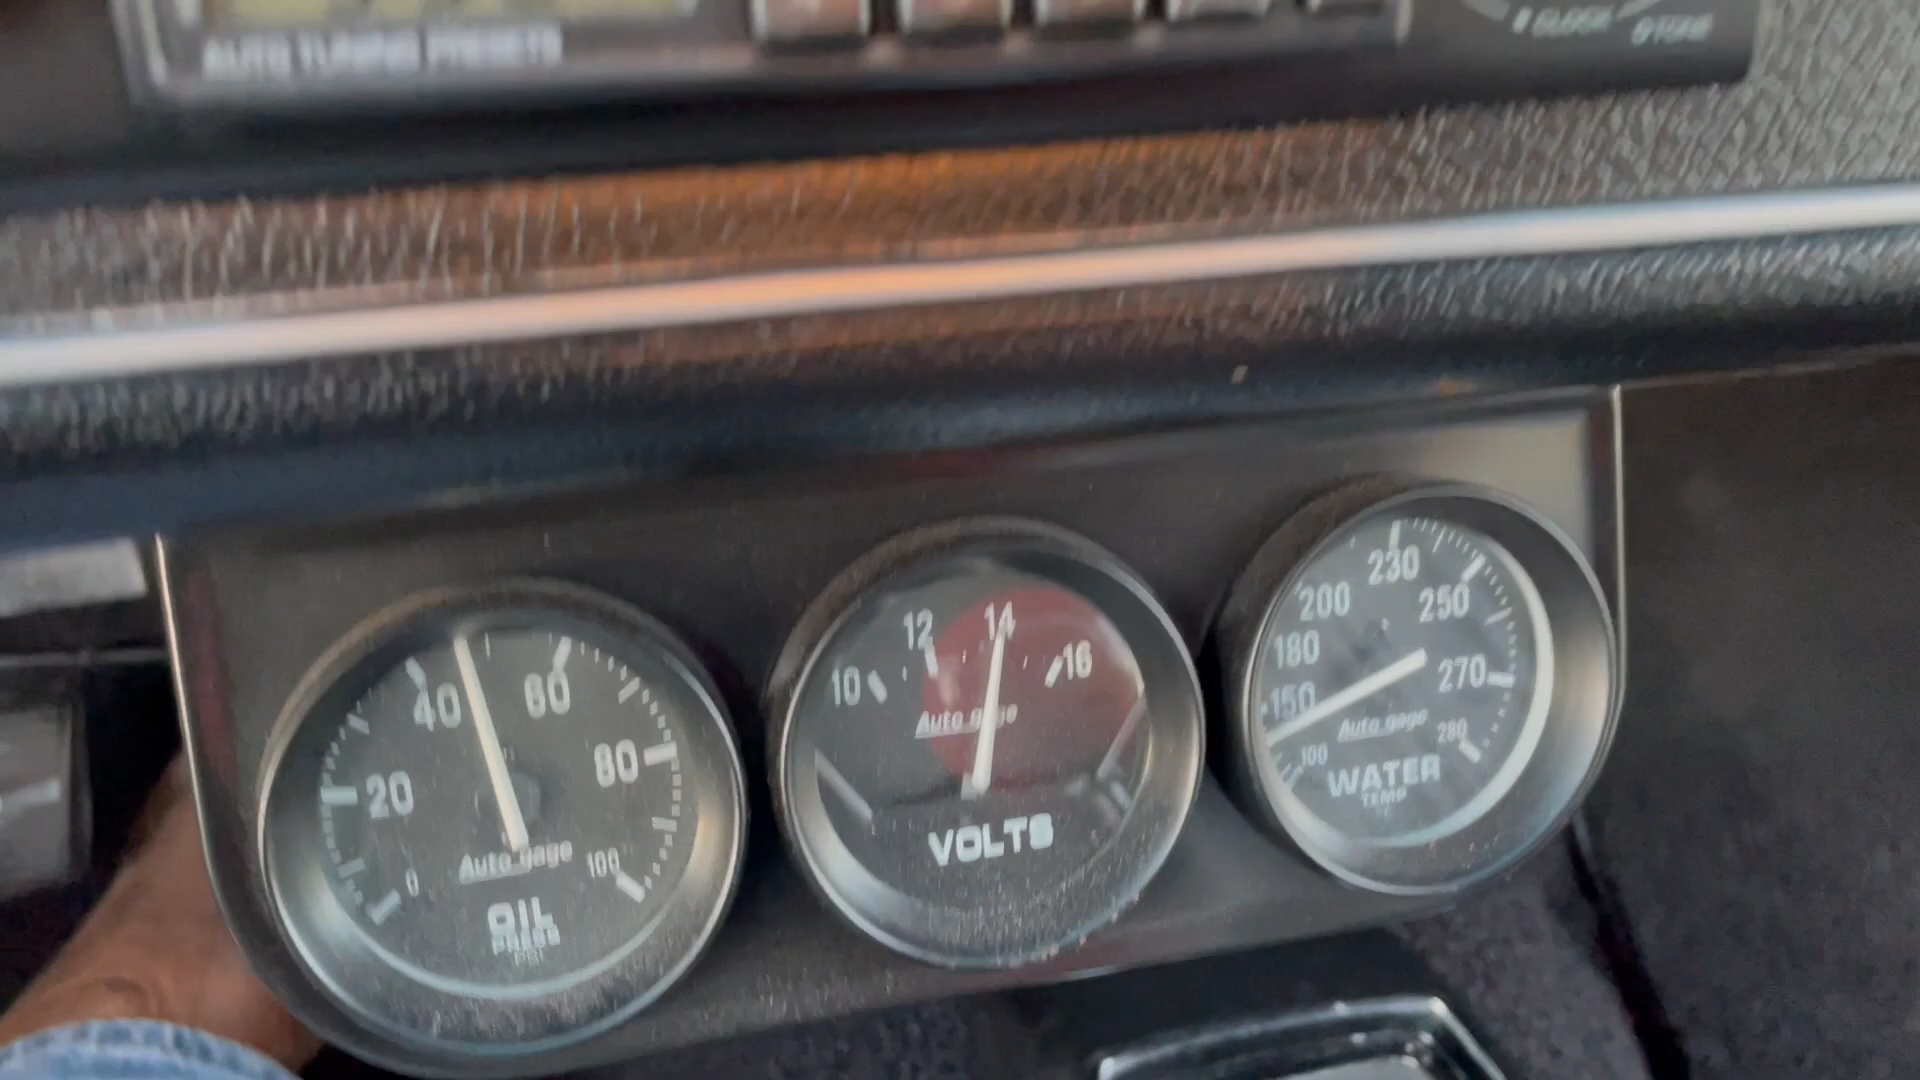 AUTO TUNING PRESETS
CLOCK STORE
0 20 40 60 80 100
Auto gage
OIL
PRESS
PSI
10 12 14 16
Auto gage
VOLTS
100 150 180 200 230 250 270 280
Auto gage
WATER
TEMP